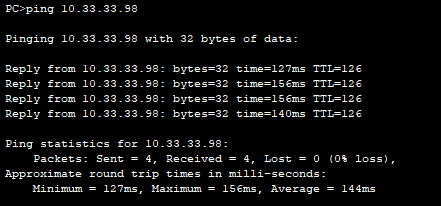 PC>ping 10.33.33.98
Pinging 10.33.33.98 with 32 bytes of data:
Reply from 10.33.33.98: bytes=32 time=127ms TTL=126
Reply from 10.33.33.98: bytes=32 time=156ms TTL=126
Reply from 10.33.33.98: bytes=32 time=156ms TTL=126
Reply from 10.33.33.98: bytes=32 time=140ms TTL=126
Ping statistics for 10.33.33.98:
Packets: Sent = 4, Received = 4, Lost = 0 (0% loss),
Approximate round trip times in milli-seconds:
Minimum = 127ms, Maximum = 156ms, Average = 144ms